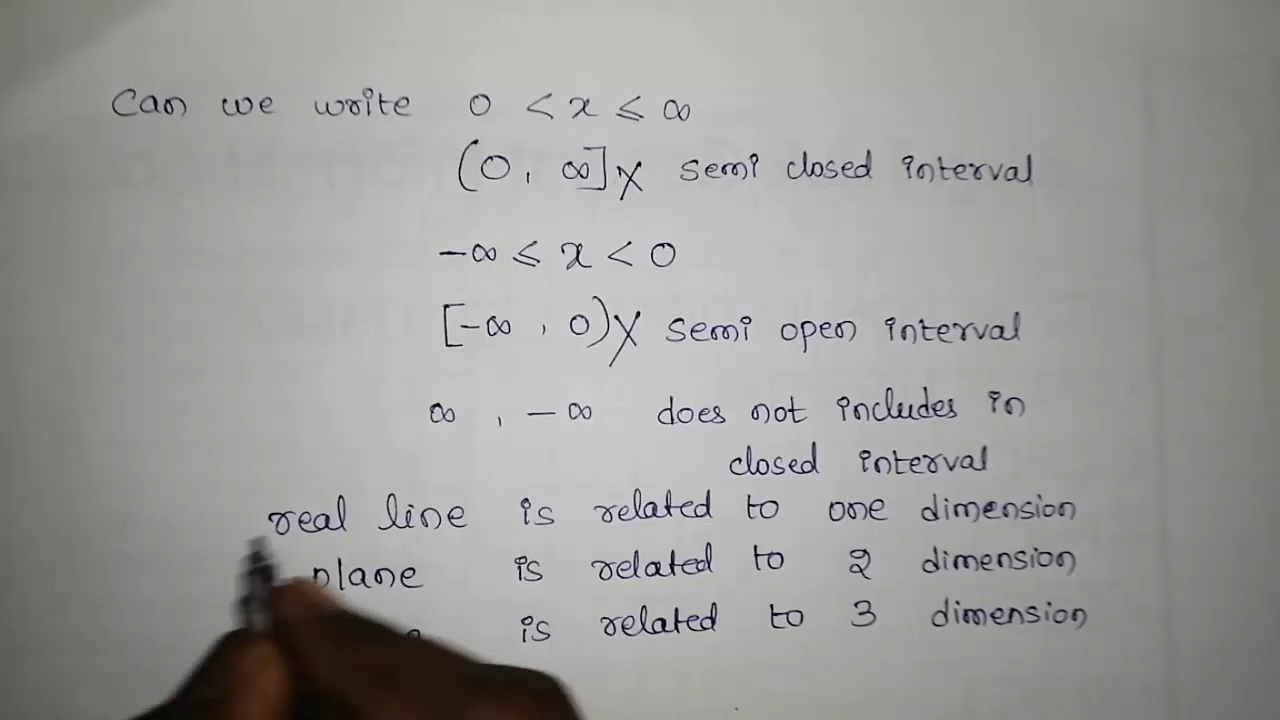 Can we write 0 < x ≤ ∞
(0, ∞] X semi closed interval
-∞ ≤ x < 0
[-∞, 0) X semi open interval
∞, -∞ does not includes in
closed interval
real line is related to one dimension
plane is related to 2 dimension
is related to 3 dimension